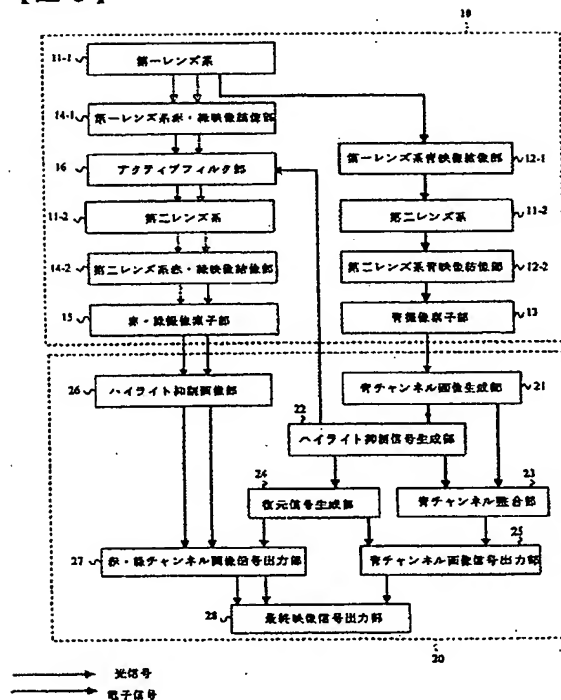 10
11-1 第一レンズ系
14-1 第一レンズ系赤・緑映像結像部
第一レンズ系青映像結像部 12-1
16 アクティブフィルタ部
11-2 第二レンズ系
第二レンズ系 11-2
14-2 第二レンズ系赤・緑映像結像部
第二レンズ系青映像結像部 12-2
15 赤・緑撮像素子部
青撮像素子部 13
26 ハイライト抑制画像部
青チャンネル画像生成部 21
22
ハイライト抑制信号生成部
24
復元信号生成部
23
青チャンネル整合部
27 赤・緑チャンネル画像信号出力部
25
青チャンネル画像信号出力部
28 最終映像信号出力部
20
光信号
電子信号